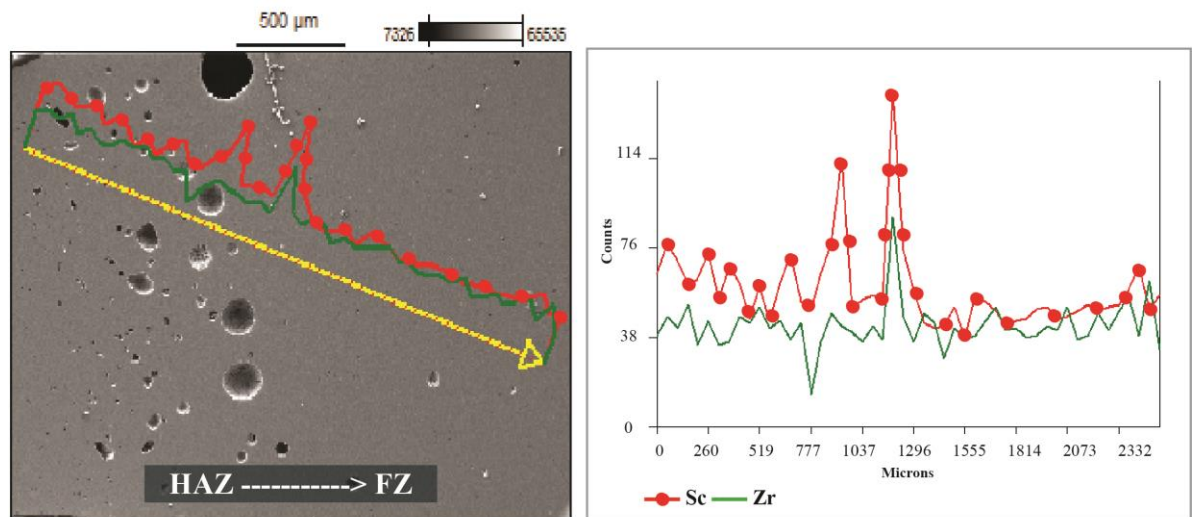 500 µm
7326 65535
HAZ -----------> FZ
114
76
38
0
Counts
0 260 519 777 1037 1296 1555 1814 2073 2332
Microns
Sc Zr